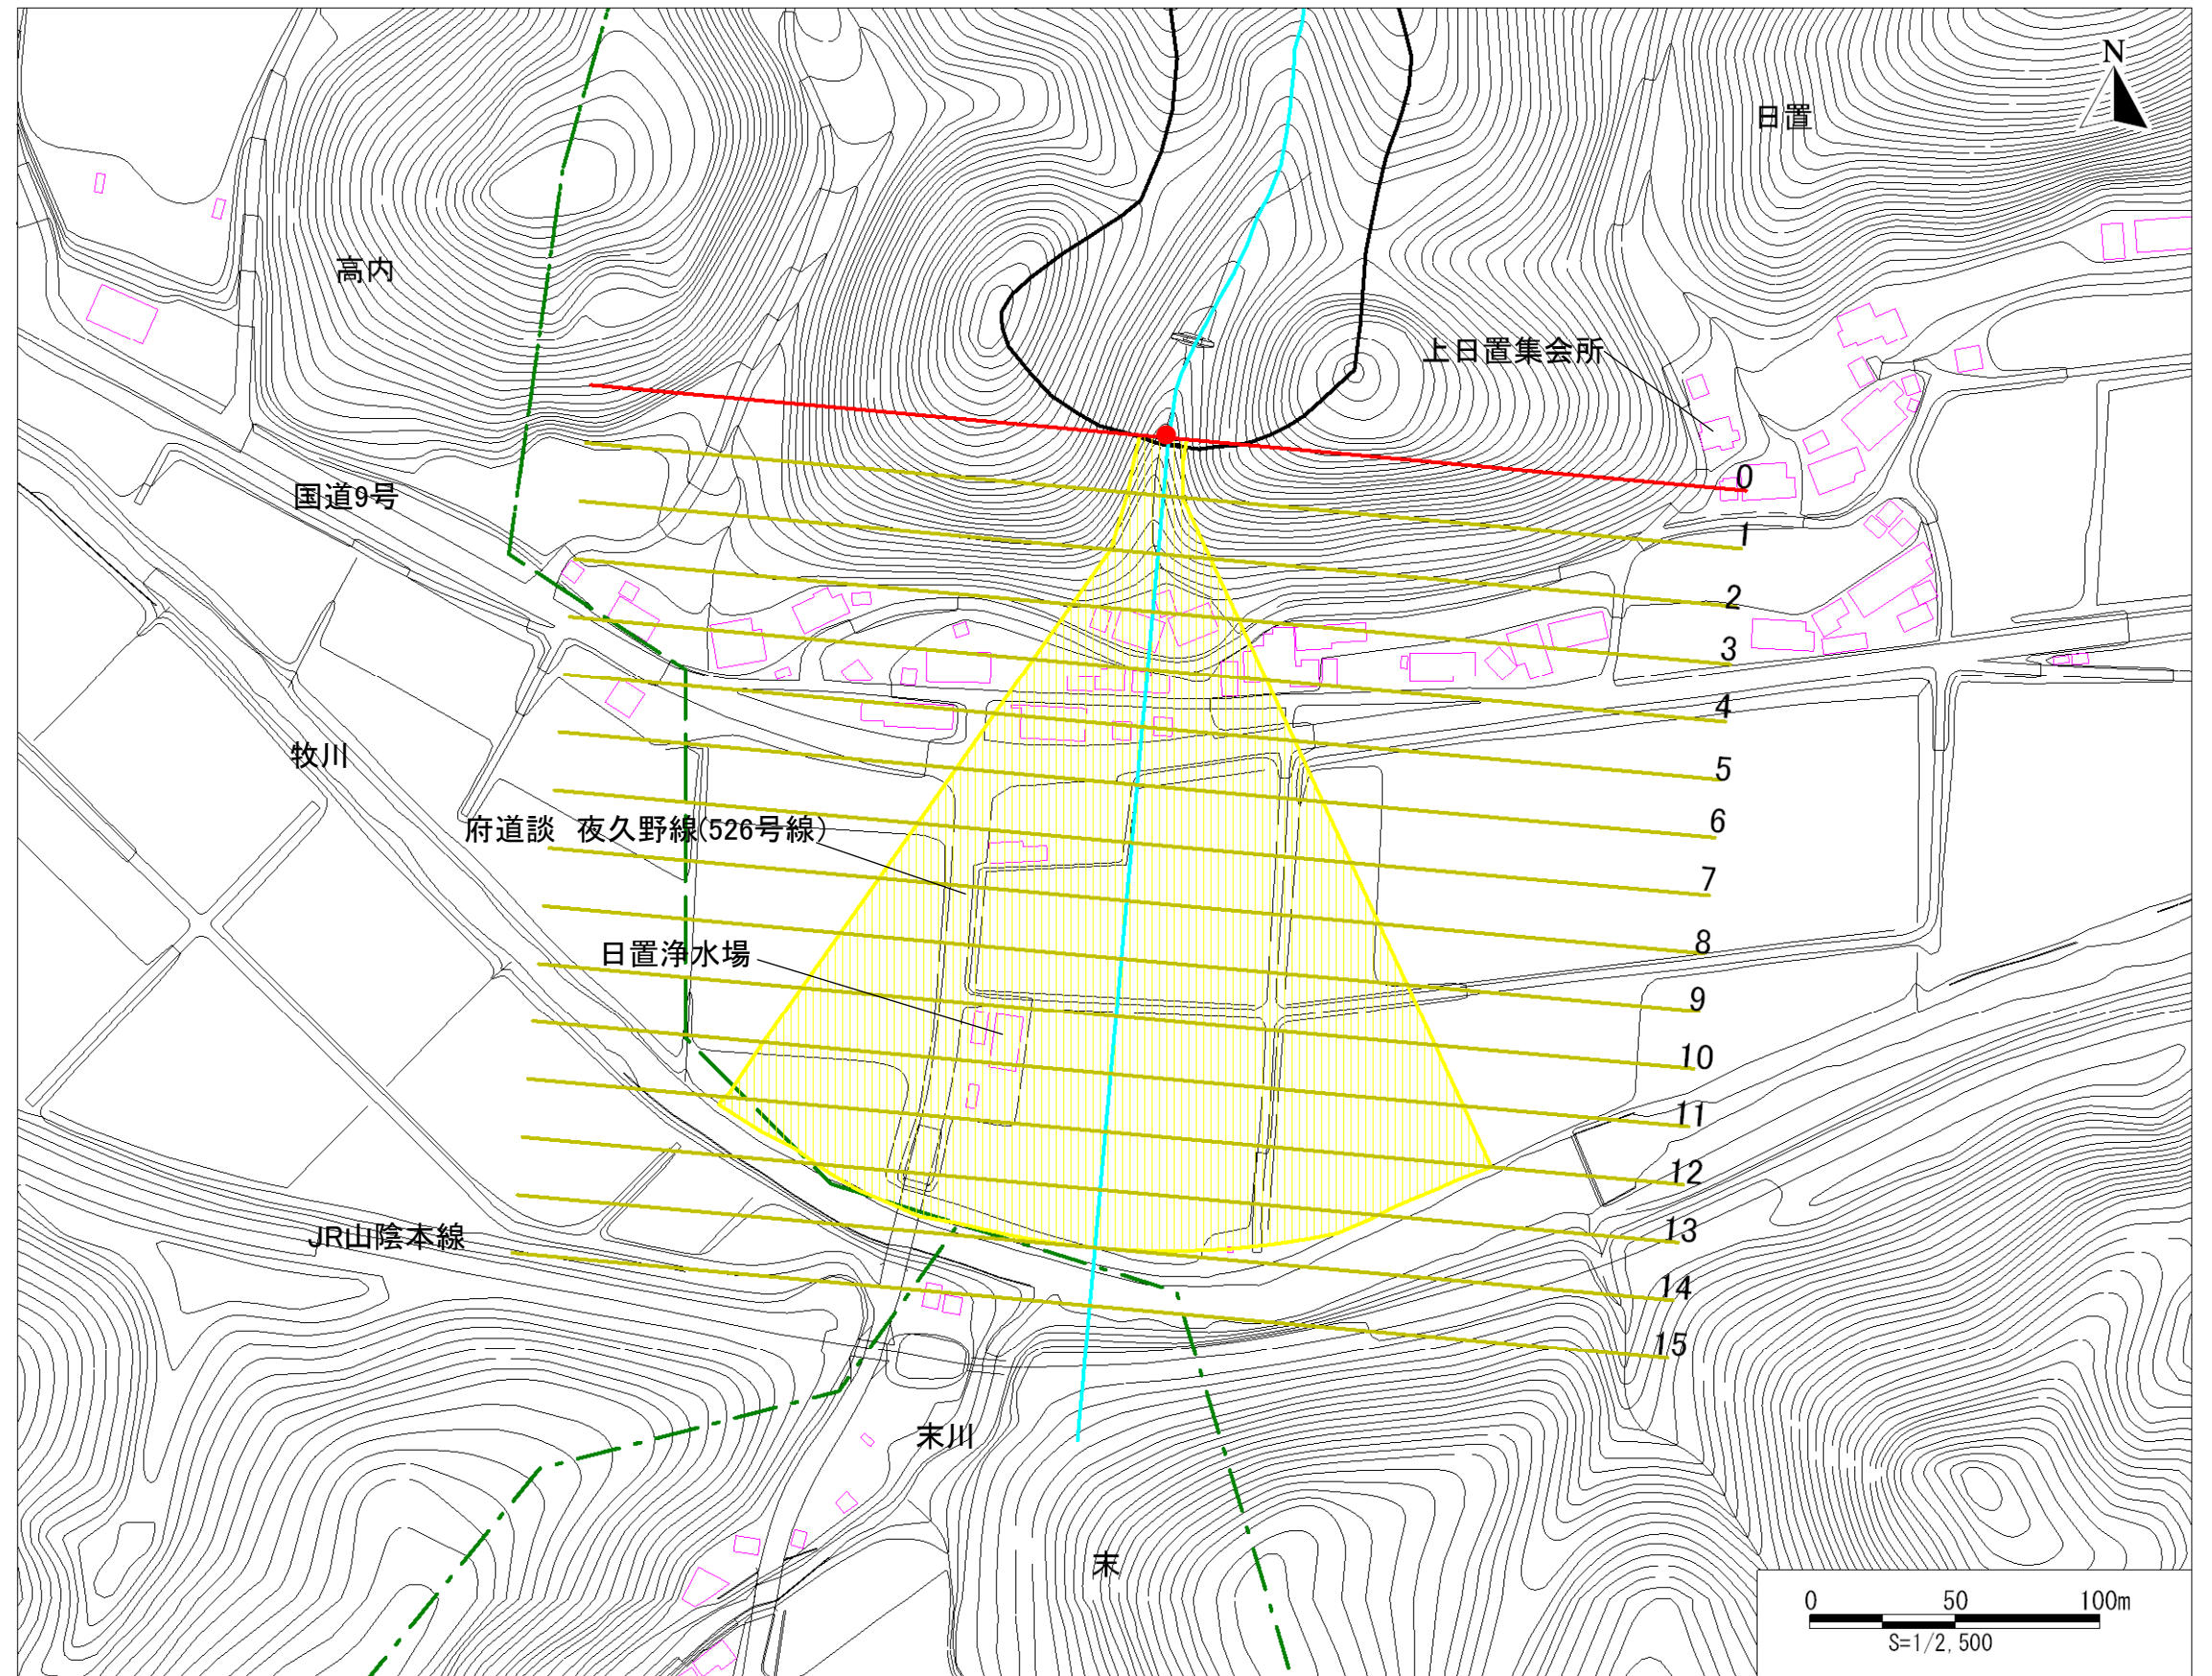 N
日置
高内
上日置集会所
国道9号
0
1
2
3
4
5
6
7
8
9
10
11
12
13
14
15
牧川
府道談　夜久野線(526号線)
日置浄水場
JR山陰本線
末川
末
0 50 100m
S=1/2,500